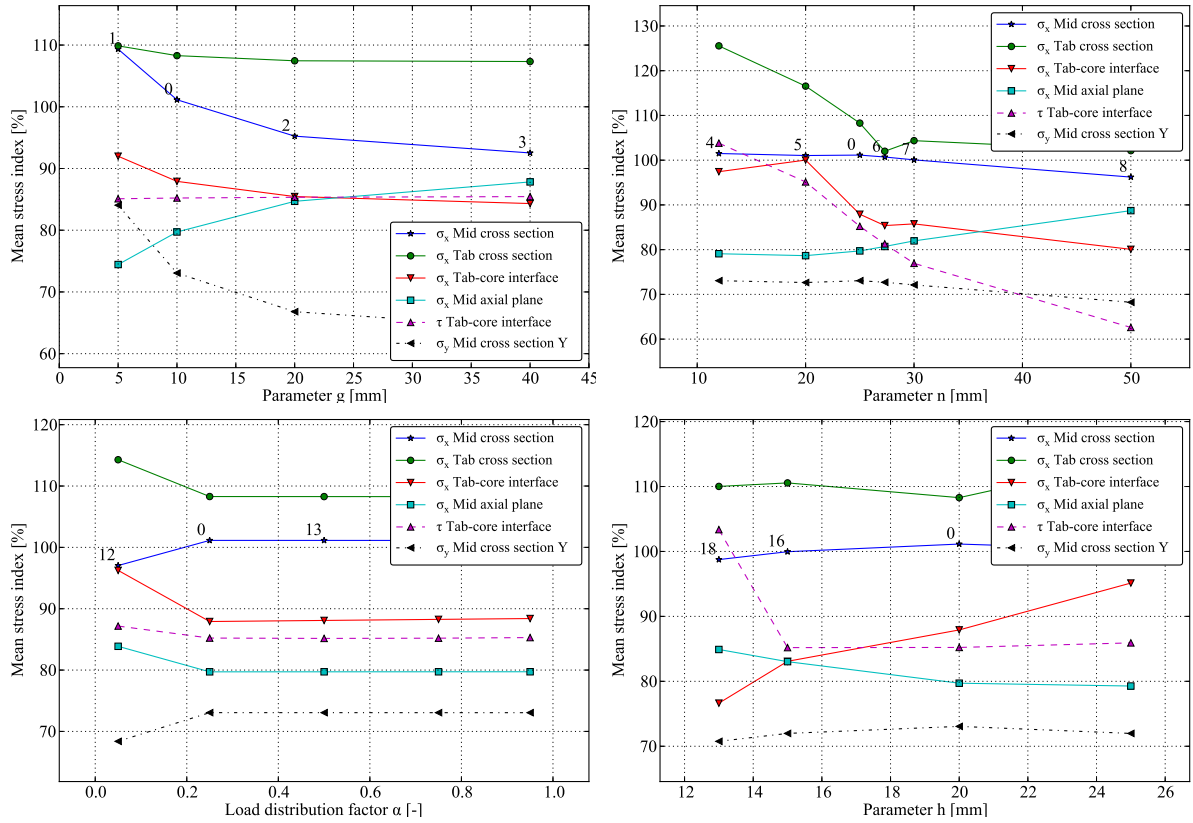 110
100
90
80
70
60
Mean stress index [%]
1
0
2
3
σx Mid cross section
σx Tab cross section
σx Tab-core interface
σx Mid axial plane
τ Tab-core interface
σy Mid cross section Y
0 5 10 15 20 25 30 35 40 45
Parameter g [mm]
130
120
110
100
90
80
70
60
Mean stress index [%]
4
5
0
6
7
8
σx Mid cross section
σx Tab cross section
σx Tab-core interface
σx Mid axial plane
τ Tab-core interface
σy Mid cross section Y
10 20 30 40 50
Parameter n [mm]
120
110
100
90
80
70
Mean stress index [%]
12
0
13
σx Mid cross section
σx Tab cross section
σx Tab-core interface
σx Mid axial plane
τ Tab-core interface
σy Mid cross section Y
0.0 0.2 0.4 0.6 0.8 1.0
Load distribution factor α [-]
120
110
100
90
80
70
Mean stress index [%]
18
16
0
σx Mid cross section
σx Tab cross section
σx Tab-core interface
σx Mid axial plane
τ Tab-core interface
σy Mid cross section Y
12 14 16 18 20 22 24 26
Parameter h [mm]